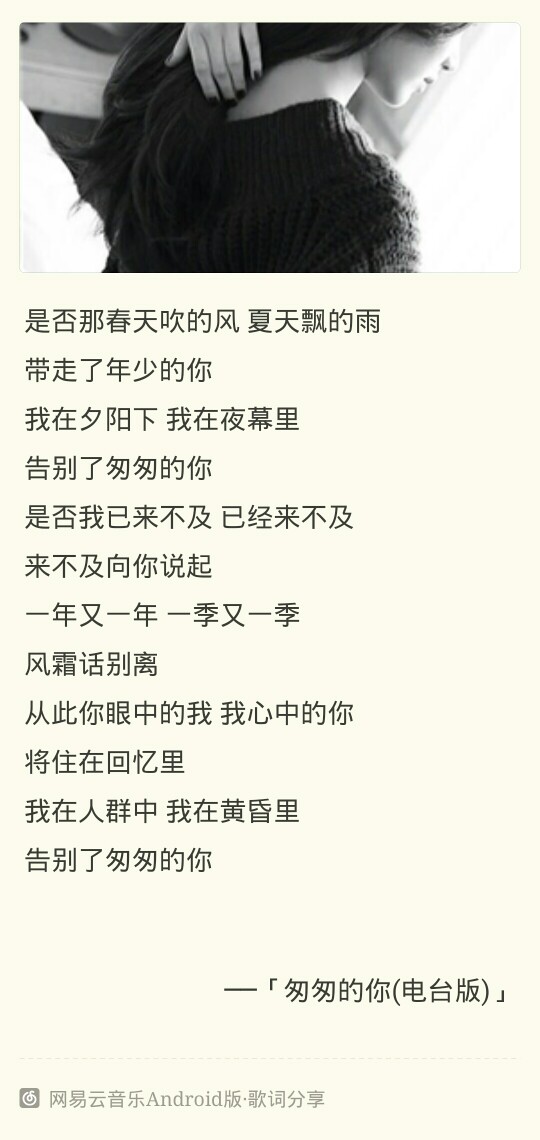 是否那春天吹的风 夏天飘的雨
带走了年少的你
我在夕阳下 我在夜幕里
告别了匆匆的你
是否我已来不及 已经来不及
来不及向你说起
一年又一年 一季又一季
风霜话别离
从此你眼中的我 我心中的你
将住在回忆里
我在人群中 我在黄昏里
告别了匆匆的你
——「 匆匆的你(电台版) 」
网易云音乐Android版·歌词分享